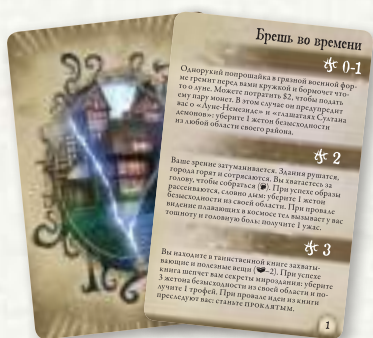 Брешь во времени
0-1
Однорукий попрошайка в грязной военной фор-
ме гремит перед вами кружкой и бормочет что-
то о луне. Можете потратить $2, чтобы подать
ему пару монет. В этом случае он предупредит
вас о «Луне-Немезиде» и «глашатаях Султана
демонов»: уберите 1 жетон безысходности
из любой области своего района.
2
Ваше зрение затуманивается. Здания рушатся,
города горят и сотрясаются. Вы хватаетесь за
голову, чтобы собраться ( ). При успехе образы
рассеиваются, словно дым: уберите 1 жетон
безысходности из своей области. При провале
видение плавающих в космосе тел вызывает у вас
тошноту и головную боль: получите 1 ужас.
3
Вы находите в таинственной книге захваты-
вающие и полезные вещи ( -2). При успехе
книга шепчет вам секреты мироздания: уберите
3 жетона безысходности из своей области и по-
лучите 1 трофей. При провале идеи из книги
преследуют вас: станьте ПРОКЛЯТЫМ.
1